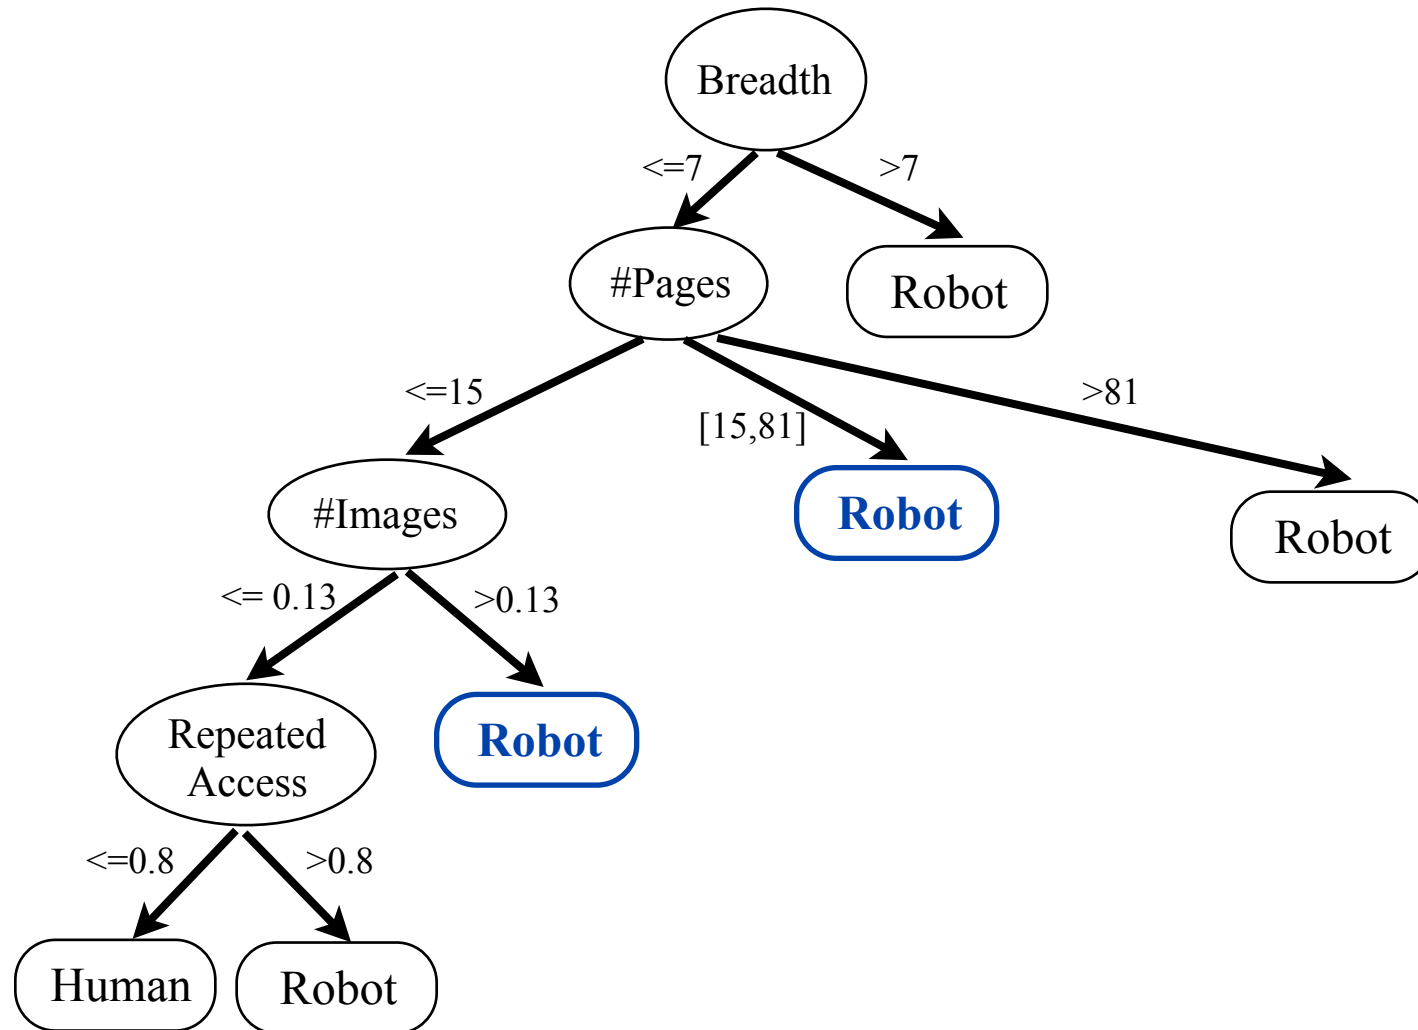 Breadth
<=7
>7
#Pages
Robot
<=15
[15,81]
>81
#Images
Robot
Robot
<= 0.13
>0.13
Repeated
Access
Robot
<=0.8
>0.8
Human
Robot